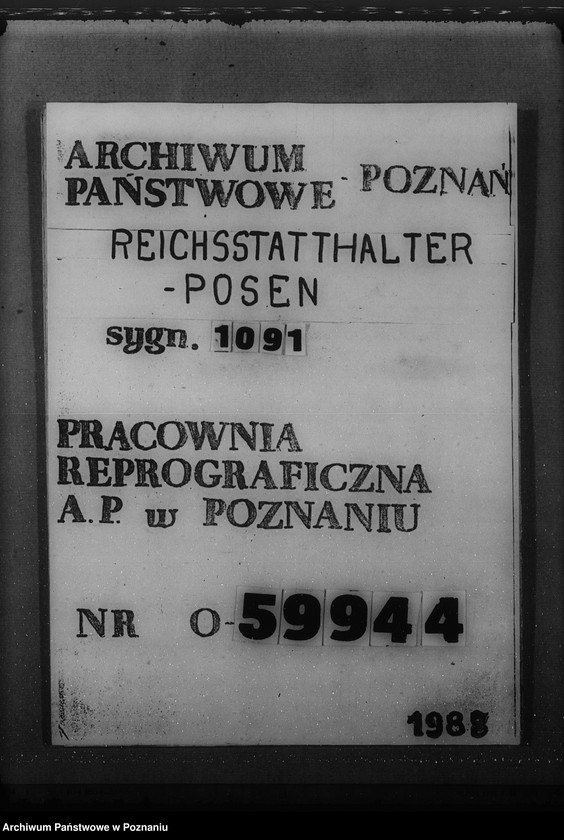 ARCHIWUM
PAŃSTWOWE - POZNAŃ
REICHSSTATTHALTER
-POSEN
sygn. 1091
PRACOWNIA
REPROGRAFICZNA
A.P. w POZNANIU
NR O-59944
1988
Archiwum Państwowe w Poznaniu